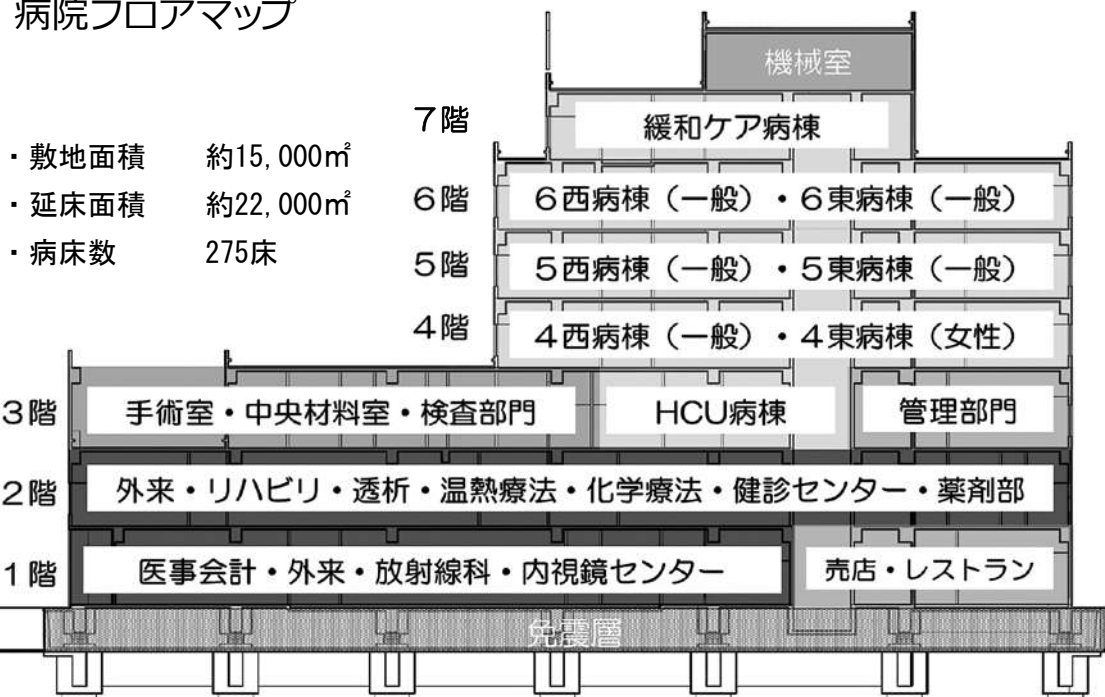 病院フロアマップ
機械室
7階 緩和ケア病棟
・敷地面積 約15,000㎡
・延床面積 約22,000㎡
・病床数 275床
6階 6西病棟（一般）・6東病棟（一般）
5階 5西病棟（一般）・5東病棟（一般）
4階 4西病棟（一般）・4東病棟（女性）
3階 手術室・中央材料室・検査部門 HCU病棟 管理部門
2階 外来・リハビリ・透析・温熱療法・化学療法・健診センター・薬剤部
1階 医事会計・外来・放射線科・内視鏡センター 売店・レストラン
免震層